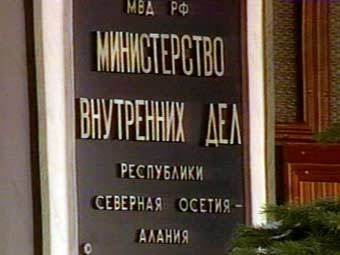 МВД РФ
МИНИСТЕРСТВО
ВНУТРЕННИХ ДЕЛ
РЕСПУБЛИКИ
СЕВЕРНАЯ ОСЕТИЯ-
АЛАНИЯ